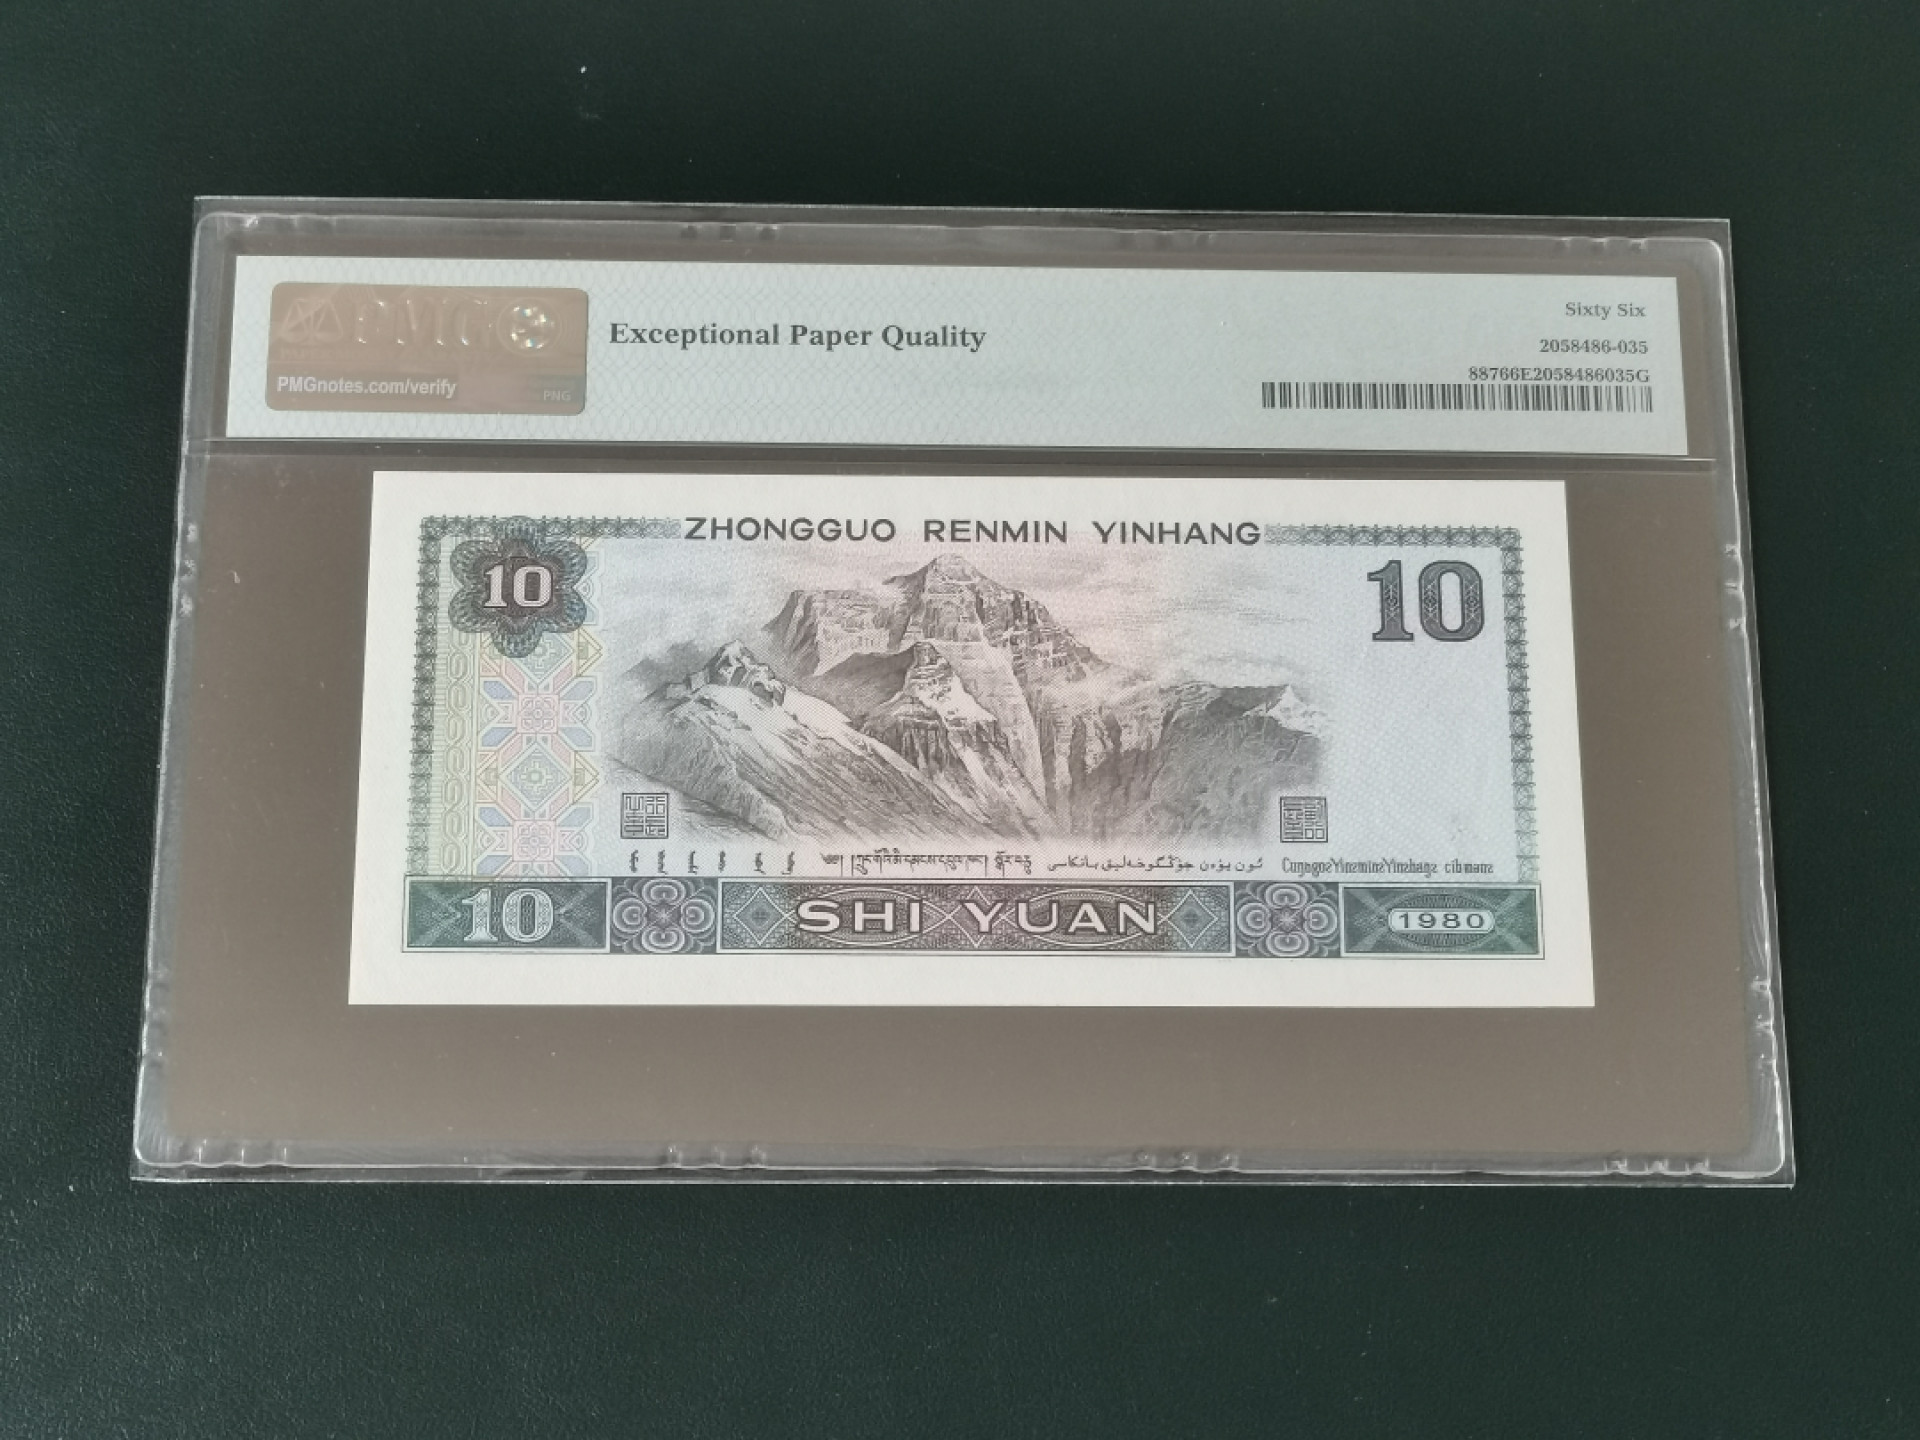 PMG
PMGnotes.com/verify
PNG
Exceptional Paper Quality
Sixty Six
2058486-035
88766E2058486035G
ZHONGGUO RENMIN YINHANG
10
10
10
SHI YUAN
1980